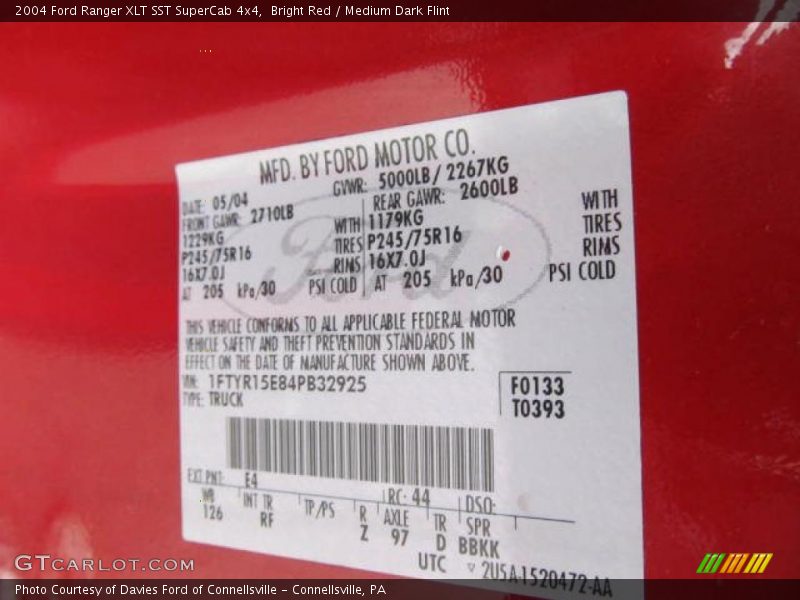 2004 Ford Ranger XLT SST SuperCab 4x4,  Bright Red / Medium Dark Flint
MFD. BY FORD MOTOR CO.
DATE: 05/04 GVWR: 5000LB / 2267KG
FRONT GAWR: 2710LB REAR GAWR: 2600LB
1229KG WITH 1179KG WITH
P245/75R16 TIRES P245/75R16 TIRES
16X7.0J RIMS 16X7.0J RIMS
AT 205 kPa/30 PSI COLD AT 205 kPa/30 PSI COLD
Ford
THIS VEHICLE CONFORMS TO ALL APPLICABLE FEDERAL MOTOR
VEHICLE SAFETY AND THEFT PREVENTION STANDARDS IN
EFFECT ON THE DATE OF MANUFACTURE SHOWN ABOVE.
VIN: 1FTYR15E84PB32925 F0133
TYPE: TRUCK T0393
EXT PNT: E4 RC: 44 DSO:
WB INT TR TP/PS R AXLE TR SPR
126 RF Z 97 D BBKK
UTC ▽ 2U5A-1520472-AA
GTCARLOT.COM
Photo Courtesy of Davies Ford of Connellsville - Connellsville, PA